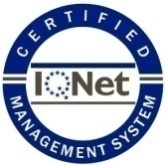 CERTIFIED
IQNet
MANAGEMENT SYSTEM